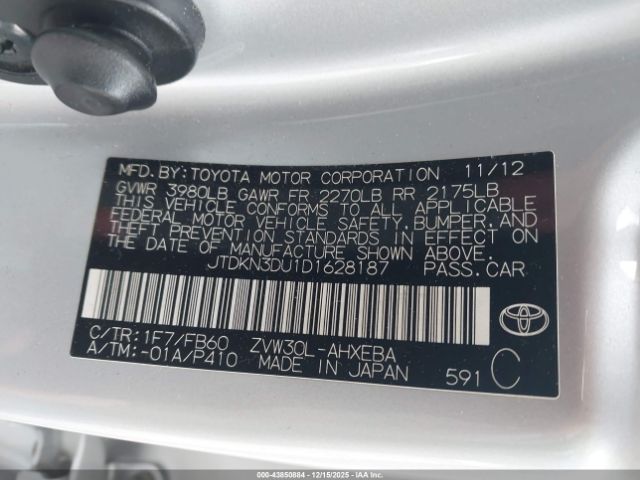 MFD.BY:TOYOTA MOTOR CORPORATION 11/12
GVWR 3980LB GAWR FR 2270LB RR 2175LB
THIS VEHICLE CONFORMS TO ALL APPLICABLE
FEDERAL MOTOR VEHICLE SAFETY,BUMPER,AND
THEFT PREVENTION STANDARDS IN EFFECT
ON THE DATE OF MANUFACTURE SHOWN ABOVE.
JTDKN3DU1D1628187 PASS.CAR
C/TR:1F7/FB60 ZVW30L-AHXEBA
A/TM:-01A/P410 MADE IN JAPAN
591 C
TOYOTA
000-43850884 | 12/15/2025 | IAAI.COM